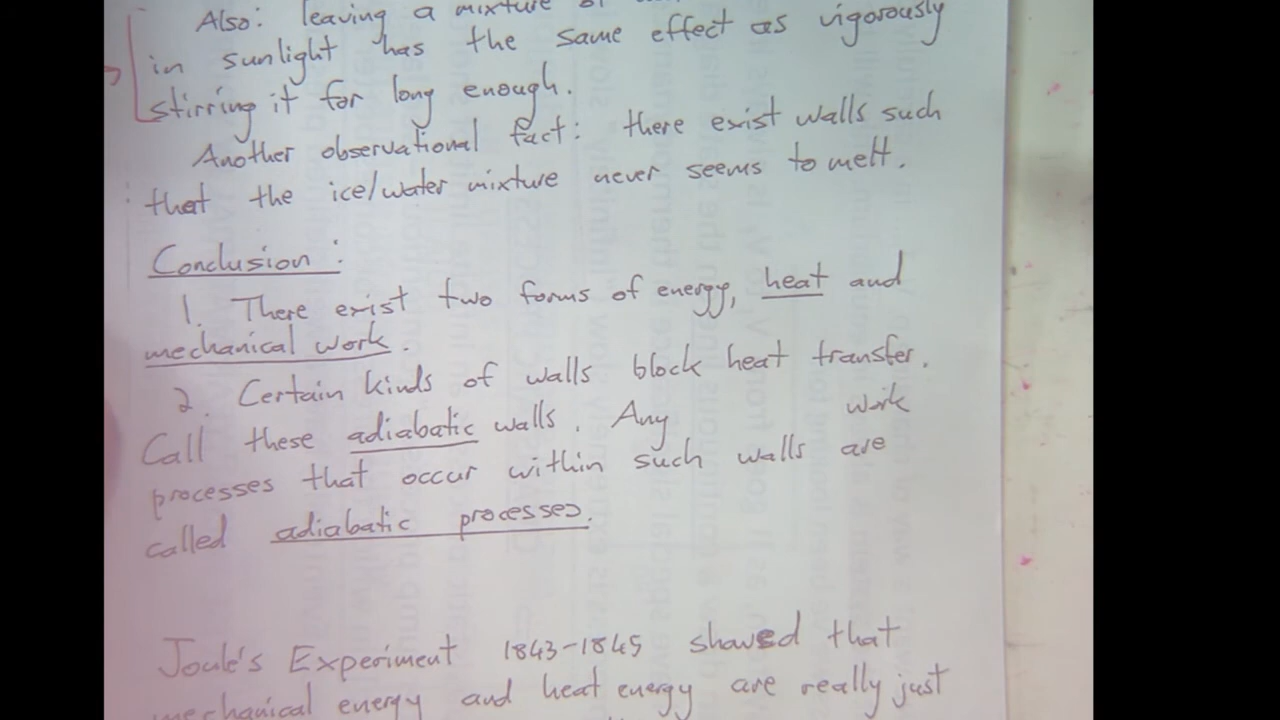 Also: leaving a mixture of
in sunlight has the same effect as vigorously
stirring it for long enough.
Another observational fact: there exist walls such
that the ice/water mixture never seems to melt.
Conclusion:
1. There exist two forms of energy, heat and
mechanical work.
2. Certain kinds of walls block heat transfer.
Call these adiabatic walls. Any work
processes that occur within such walls are
called adiabatic processes.
Joule's Experiment 1843-1845 showed that
mechanical energy and heat energy are really just